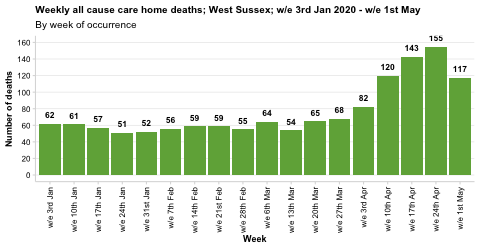 Weekly all cause care home deaths; West Sussex; w/e 3rd Jan 2020 - w/e 1st May
By week of occurrence
Number of deaths
160
140
120
100
80
60
40
20
0
62
61
57
51
52
56
59
59
55
64
54
65
68
82
120
143
155
117
w/e 3rd Jan
w/e 10th Jan
w/e 17th Jan
w/e 24th Jan
w/e 31st Jan
w/e 7th Feb
w/e 14th Feb
w/e 21st Feb
w/e 28th Feb
w/e 6th Mar
w/e 13th Mar
w/e 20th Mar
w/e 27th Mar
w/e 3rd Apr
w/e 10th Apr
w/e 17th Apr
w/e 24th Apr
w/e 1st May
Week